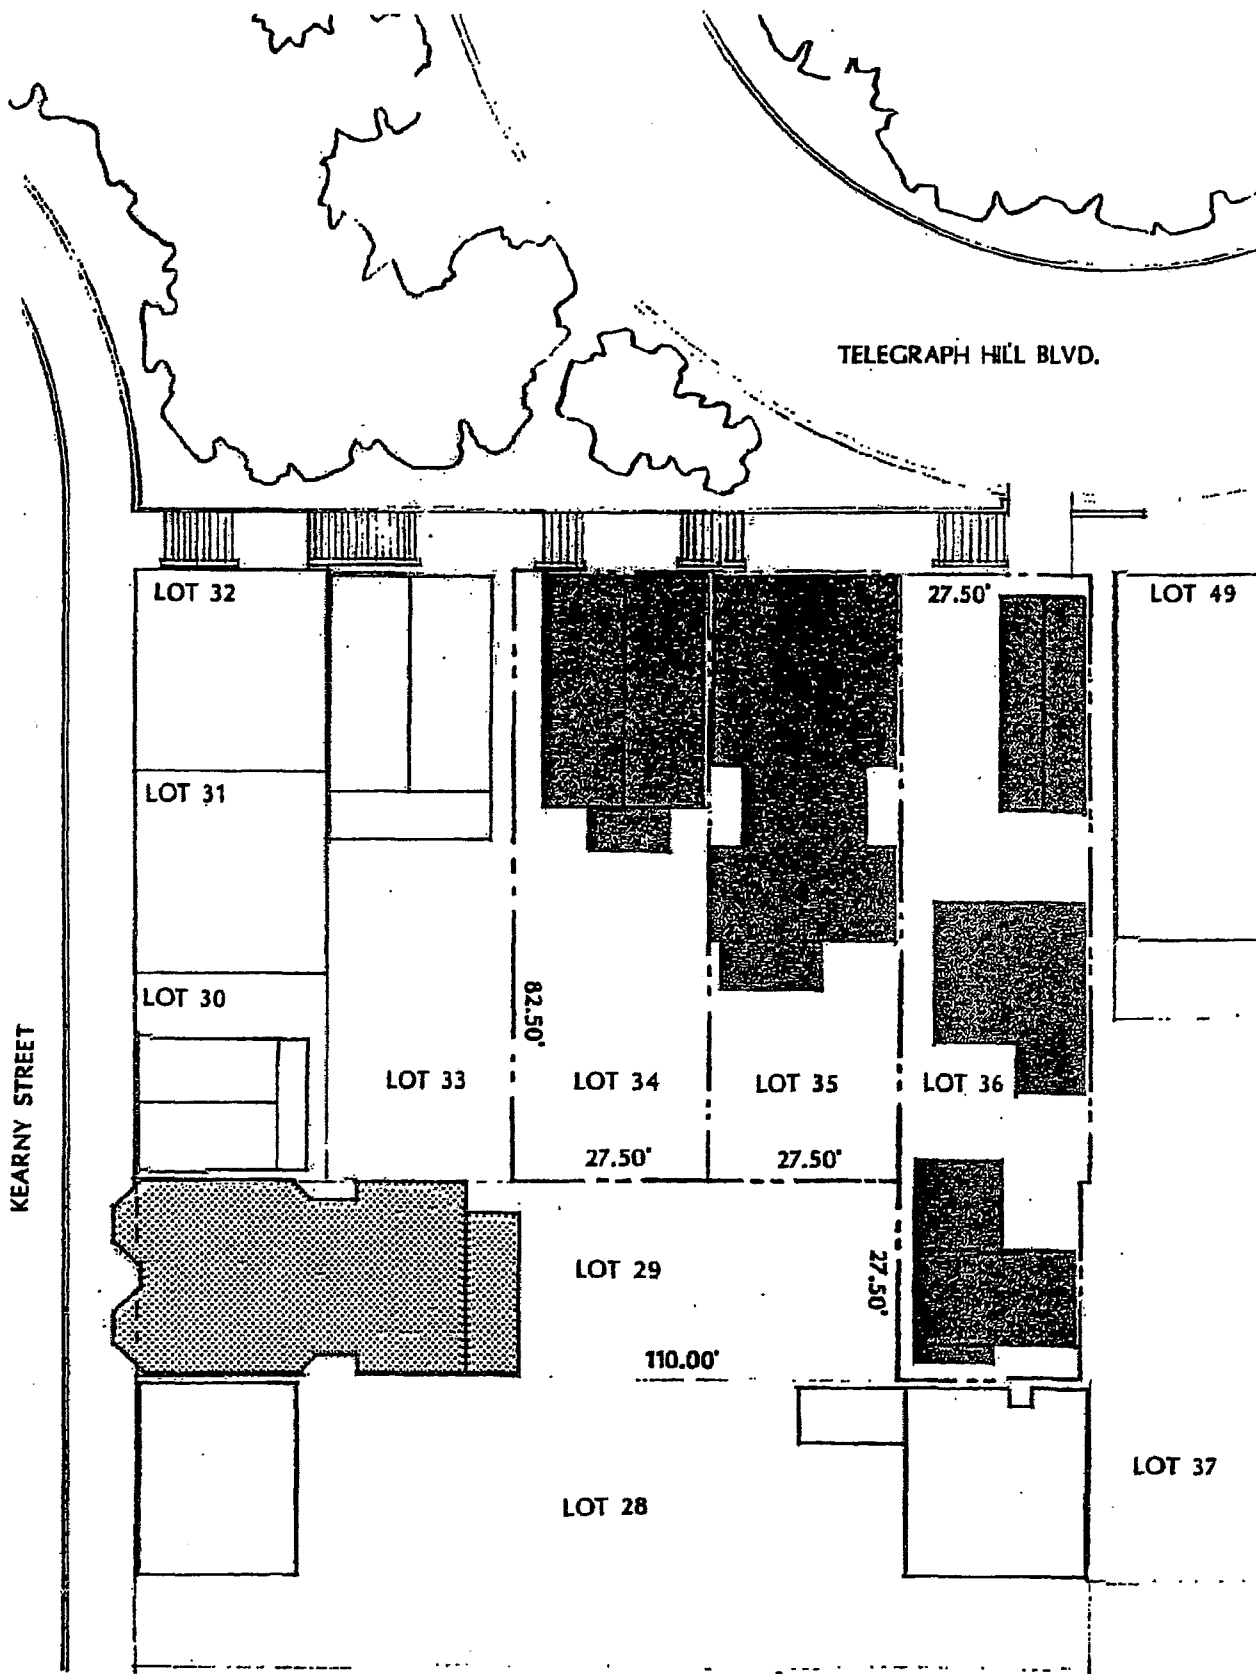 TELEGRAPH HILL BLVD.
LOT 32
27.50'
LOT 49
LOT 31
LOT 30
82.50'
KEARNY STREET
LOT 33
LOT 34
LOT 35
LOT 36
27.50'
27.50'
LOT 29
27.50'
110.00'
LOT 37
LOT 28